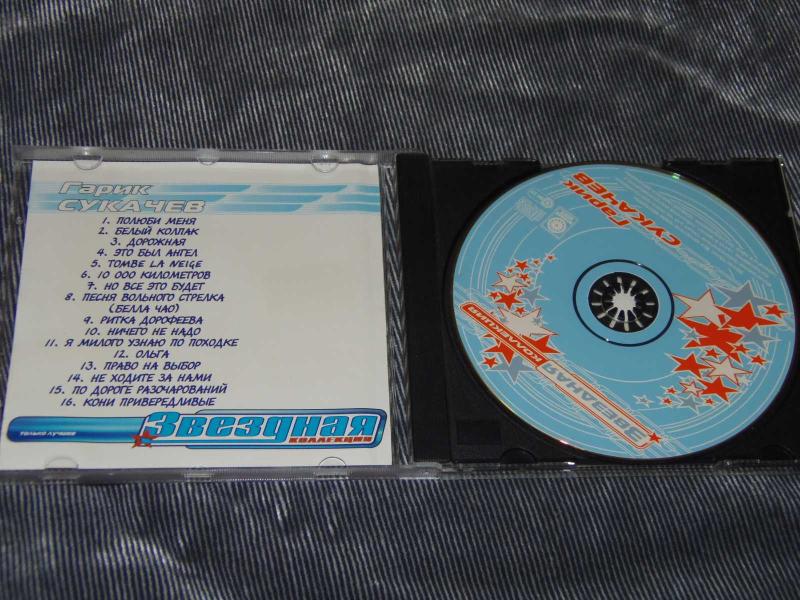 Гарик
СУКАЧЕВ
1. ПОЛЮБИ МЕНЯ
2. БЕЛЫЙ КОЛПАК
3. ДОРОЖНАЯ
4. ЭТО БЫЛ АНГЕЛ
5. TOMBE LA NEIGE
6. 10 000 КИЛОМЕТРОВ
7. НО ВСЕ ЭТО БУДЕТ
8. ПЕСНЯ ВОЛЬНОГО СТРЕЛКА
(БЕЛЛА ЧАО)
9. РИТКА ДОРОФЕЕВА
10. НИЧЕГО НЕ НАДО
11. Я МИЛОГО УЗНАЮ ПО ПОХОДКЕ
12. ОЛЬГА
13. ПРАВО НА ВЫБОР
14. НЕ ХОДИТЕ ЗА НАМИ
15. ПО ДОРОГЕ РАЗОЧАРОВАНИЙ
16. КОНИ ПРИВЕРЕДЛИВЫЕ
ТОЛЬКО ЛУЧШЕЕ
Звездная
КОЛЛЕКЦИЯ
Гарик
СУКАЧЕВ
ЗВЕЗДНАЯ
КОЛЛЕКЦИЯ